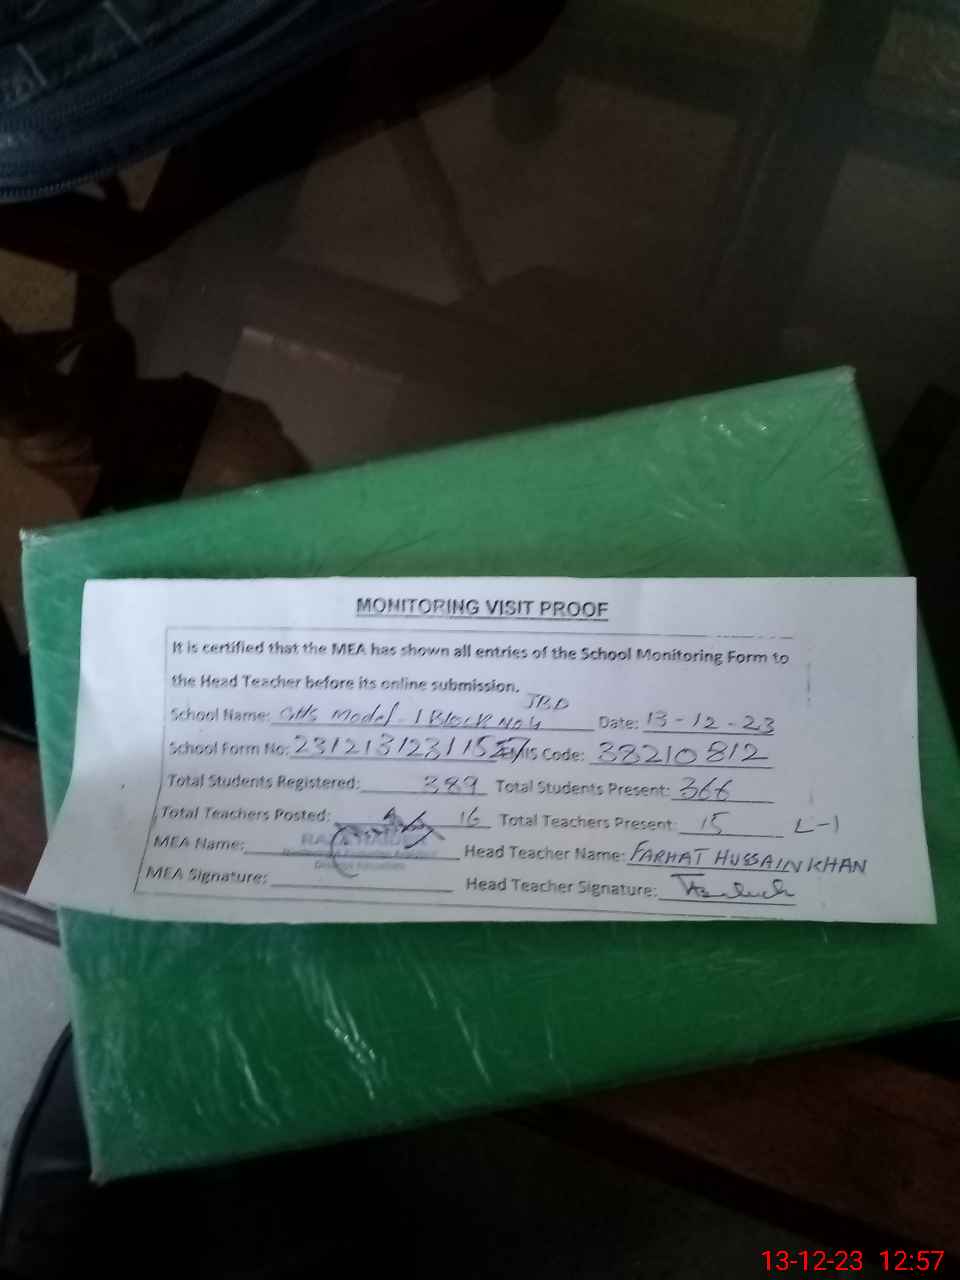 MONITORING VISIT PROOF
It is certified that the MEA has shown all entries of the School Monitoring Form to
the Head Teacher before its online submission.
JBD
School Name: GHS Model-1 Block No 4 Date: 13-12-23
School Form No: EMIS Code: 38210812
Total Students Registered: 389 Total Students Present: 366
Total Teachers Posted: 16 Total Teachers Present: 15 L-1
MEA Name: Head Teacher Name: FARHAT HUSSAIN KHAN
MEA Signature: Head Teacher Signature:
13-12-23 12:57